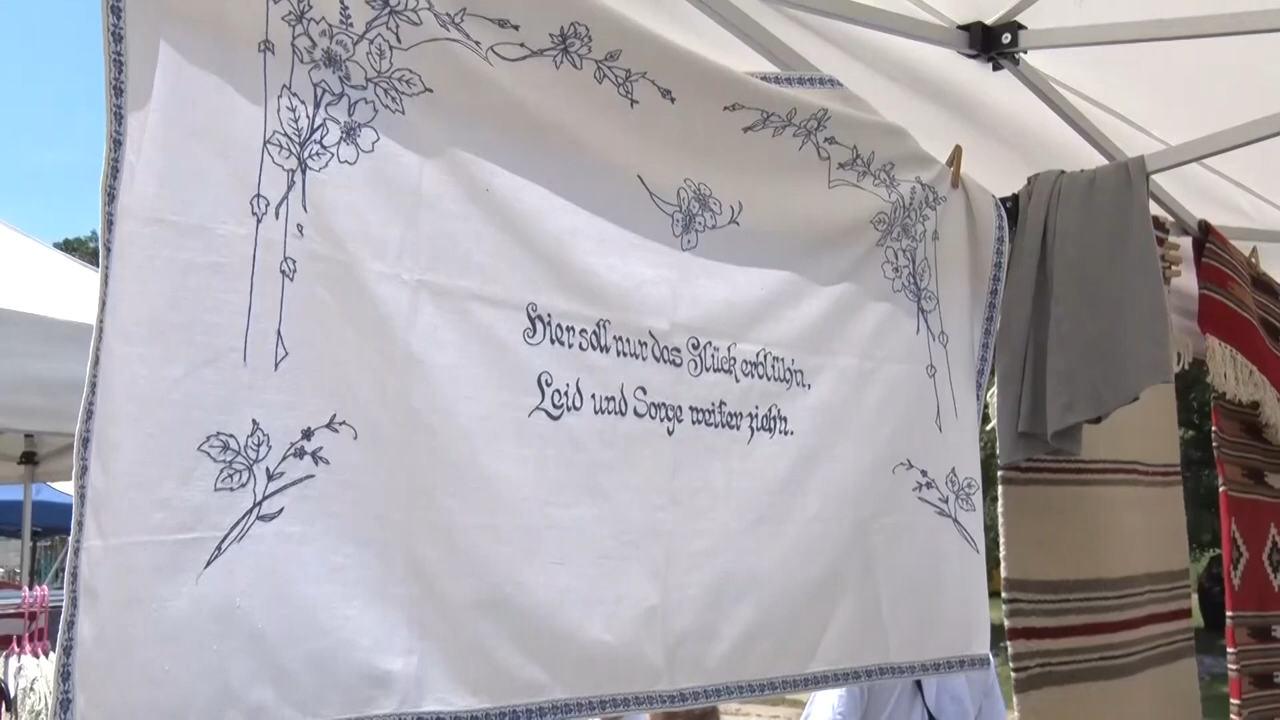 Hier soll nur das Glück erblüh'n,
Leid und Sorge weiter zieh'n.